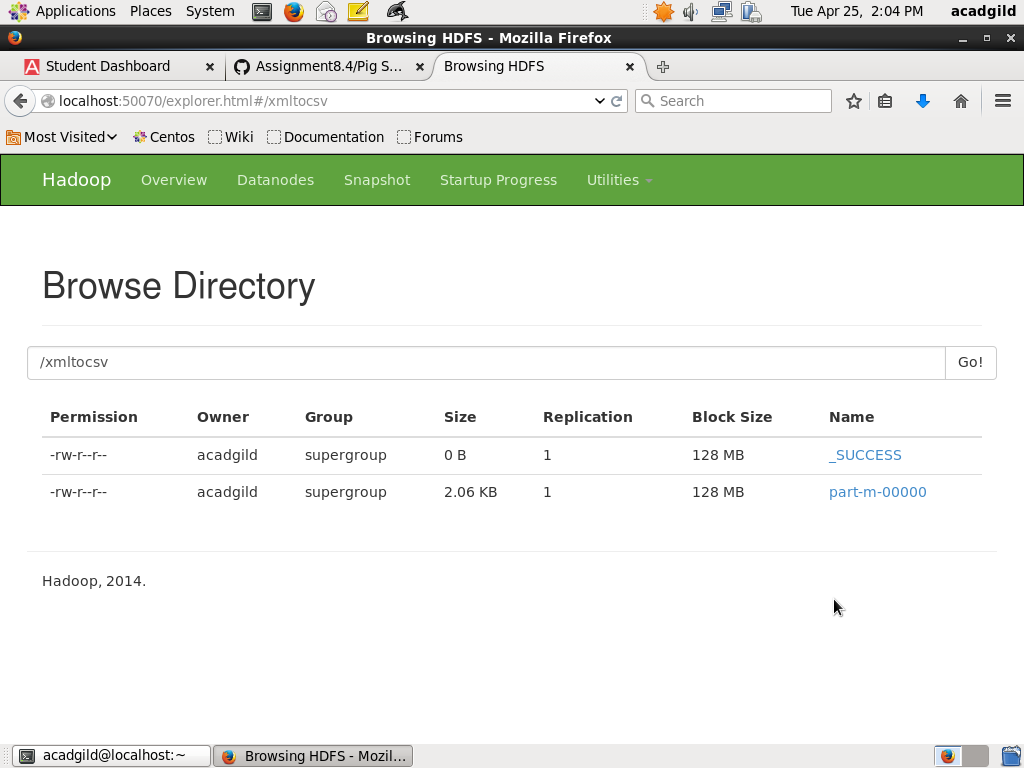 Applications Places System Tue Apr 25, 2:04 PM acadgild
Browsing HDFS - Mozilla Firefox
Student Dashboard Assignment8.4/Pig S... Browsing HDFS
localhost:50070/explorer.html#/xmltocsv Search
Most Visited Centos Wiki Documentation Forums
Hadoop Overview Datanodes Snapshot Startup Progress Utilities
Browse Directory
/xmltocsv Go!
Permission Owner Group Size Replication Block Size Name
-rw-r--r-- acadgild supergroup 0 B 1 128 MB _SUCCESS
-rw-r--r-- acadgild supergroup 2.06 KB 1 128 MB part-m-00000
Hadoop, 2014.
acadgild@localhost:~ Browsing HDFS - Mozil...